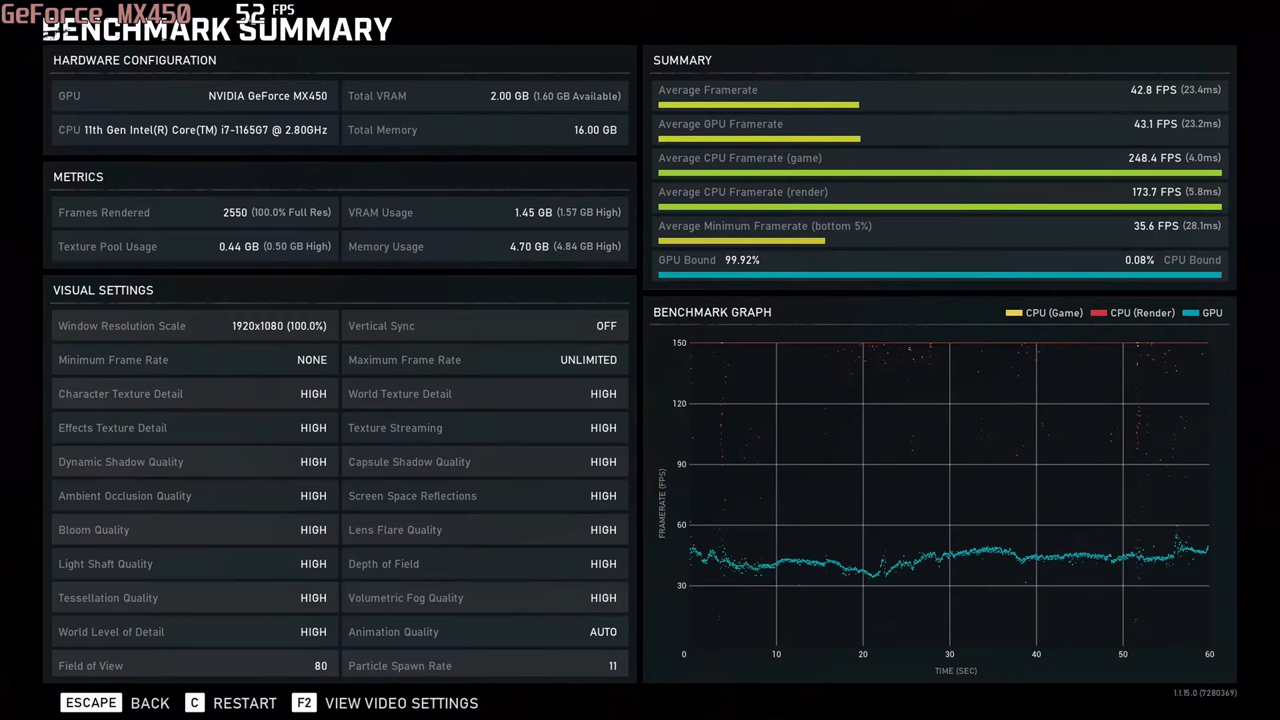 GeForce MX450 52 FPS
BENCHMARK SUMMARY
HARDWARE CONFIGURATION
GPU NVIDIA GeForce MX450 Total VRAM 2.00 GB (1.60 GB Available)
CPU 11th Gen Intel(R) Core(TM) i7-1165G7 @ 2.80GHz Total Memory 16.00 GB
METRICS
Frames Rendered 2550 (100.0% Full Res) VRAM Usage 1.45 GB (1.57 GB High)
Texture Pool Usage 0.44 GB (0.50 GB High) Memory Usage 4.70 GB (4.84 GB High)
VISUAL SETTINGS
Window Resolution Scale 1920x1080 (100.0%) Vertical Sync OFF
Minimum Frame Rate NONE Maximum Frame Rate UNLIMITED
Character Texture Detail HIGH World Texture Detail HIGH
Effects Texture Detail HIGH Texture Streaming HIGH
Dynamic Shadow Quality HIGH Capsule Shadow Quality HIGH
Ambient Occlusion Quality HIGH Screen Space Reflections HIGH
Bloom Quality HIGH Lens Flare Quality HIGH
Light Shaft Quality HIGH Depth of Field HIGH
Tessellation Quality HIGH Volumetric Fog Quality HIGH
World Level of Detail HIGH Animation Quality AUTO
Field of View 80 Particle Spawn Rate 11
SUMMARY
Average Framerate 42.8 FPS (23.4ms)
Average GPU Framerate 43.1 FPS (23.2ms)
Average CPU Framerate (game) 248.4 FPS (4.0ms)
Average CPU Framerate (render) 173.7 FPS (5.8ms)
Average Minimum Framerate (bottom 5%) 35.6 FPS (28.1ms)
GPU Bound 99.92% 0.08% CPU Bound
BENCHMARK GRAPH CPU (Game) CPU (Render) GPU
150
120
90
60
30
FRAMERATE (FPS)
0 10 20 30 40 50 60
TIME (SEC)
1.1.15.0 (7280369)
ESCAPE BACK C RESTART F2 VIEW VIDEO SETTINGS